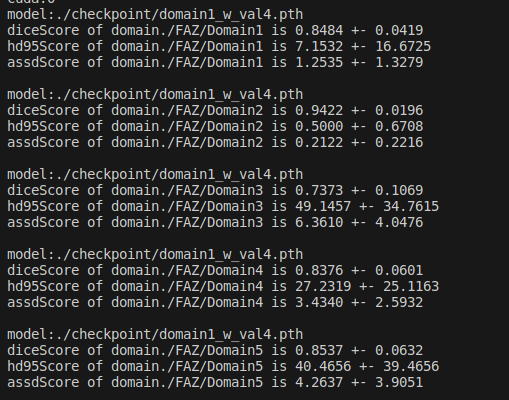 cuda:0
model:./checkpoint/domain1_w_val4.pth
diceScore of domain./FAZ/Domain1 is 0.8484 +- 0.0419
hd95Score of domain./FAZ/Domain1 is 7.1532 +- 16.6725
assdScore of domain./FAZ/Domain1 is 1.2535 +- 1.3279
model:./checkpoint/domain1_w_val4.pth
diceScore of domain./FAZ/Domain2 is 0.9422 +- 0.0196
hd95Score of domain./FAZ/Domain2 is 0.5000 +- 0.6708
assdScore of domain./FAZ/Domain2 is 0.2122 +- 0.2216
model:./checkpoint/domain1_w_val4.pth
diceScore of domain./FAZ/Domain3 is 0.7373 +- 0.1069
hd95Score of domain./FAZ/Domain3 is 49.1457 +- 34.7615
assdScore of domain./FAZ/Domain3 is 6.3610 +- 4.0476
model:./checkpoint/domain1_w_val4.pth
diceScore of domain./FAZ/Domain4 is 0.8376 +- 0.0601
hd95Score of domain./FAZ/Domain4 is 27.2319 +- 25.1163
assdScore of domain./FAZ/Domain4 is 3.4340 +- 2.5932
model:./checkpoint/domain1_w_val4.pth
diceScore of domain./FAZ/Domain5 is 0.8537 +- 0.0632
hd95Score of domain./FAZ/Domain5 is 40.4656 +- 39.4656
assdScore of domain./FAZ/Domain5 is 4.2637 +- 3.9051